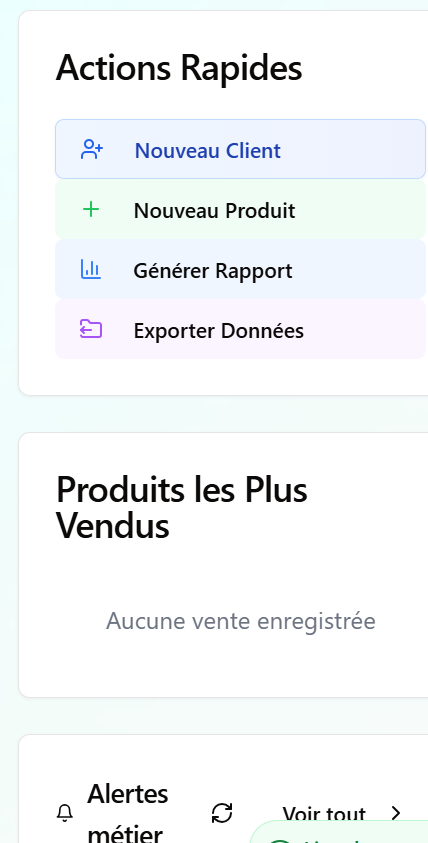 Actions Rapides
Nouveau Client
Nouveau Produit
Générer Rapport
Exporter Données
Produits les Plus
Vendus
Aucune vente enregistrée
Alertes
métier
Voir tout